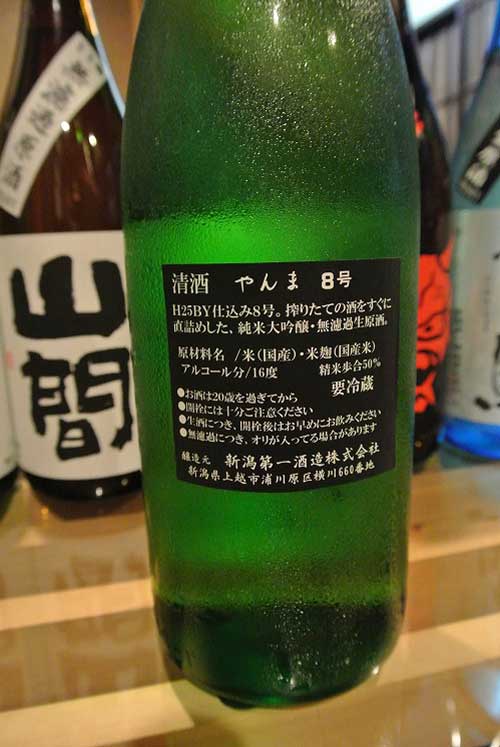 清酒 やんま 8号
H25BY仕込み8号。搾りたての酒をすぐに
直詰めした、純米大吟醸・無濾過生原酒。
原材料名 /米(国産)・米麹(国産米)
アルコール分/16度 精米歩合50%
要冷蔵
●お酒は20歳を過ぎてから
●開栓には十分ご注意ください
●生酒につき、開栓後はお早めにお飲みください
●無濾過につき、オリが入ってる場合があります
醸造元 新潟第一酒造株式会社
新潟県上越市浦川原区横川660番地
山間